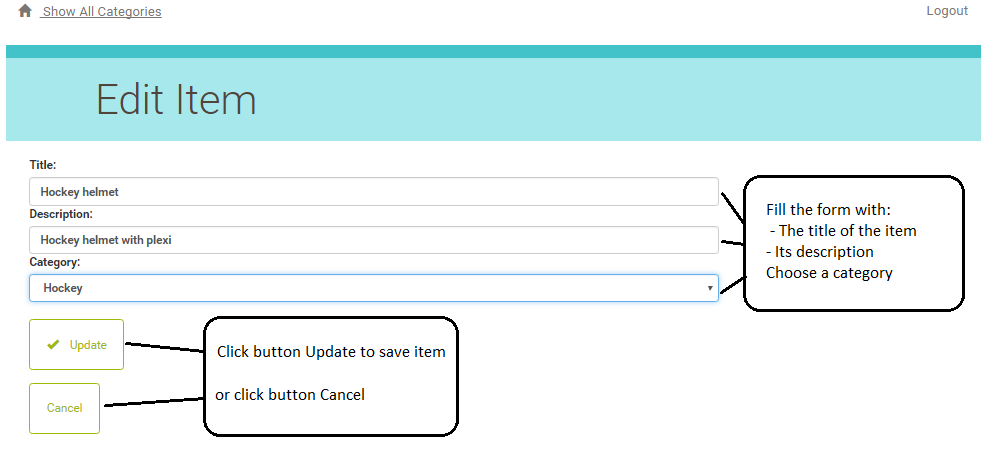 Show All Categories
Logout
Edit Item
Title:
Hockey helmet
Description:
Hockey helmet with plexi
Category:
Hockey
Fill the form with:
- The title of the item
- Its description
Choose a category
Update
Cancel
Click button Update to save item
or click button Cancel